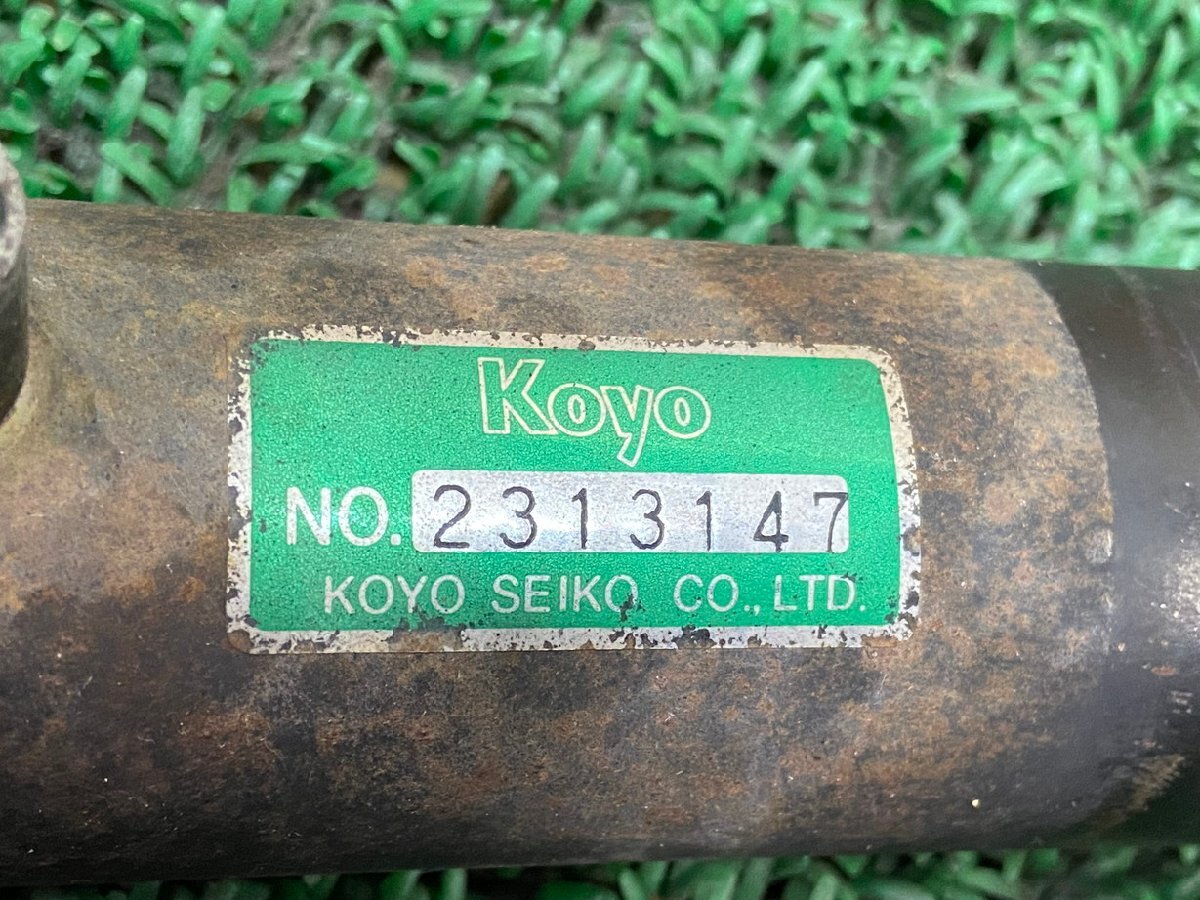 Koyo
NO. 2313147
KOYO SEIKO CO., LTD.